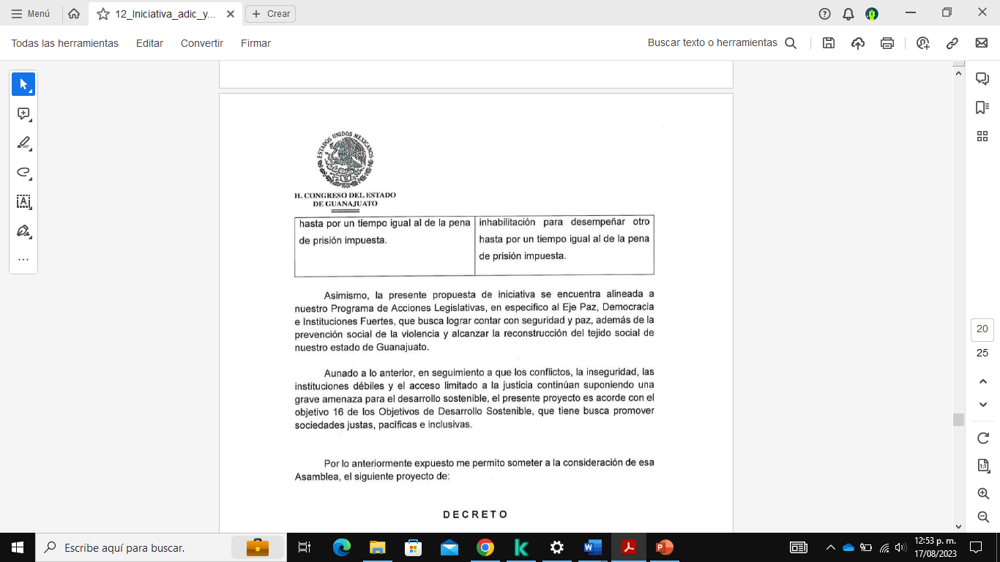 Menú
12_Iniciativa_adic_y...
Crear
Todas las herramientas
Editar
Convertir
Firmar
Buscar texto o herramientas
ESTADOS UNIDOS MEXICANOS
H. CONGRESO DEL ESTADO
DE GUANAJUATO
hasta por un tiempo igual al de la pena
de prisión impuesta.
inhabilitación para desempeñar otro
hasta por un tiempo igual al de la pena
de prisión impuesta.
Asimismo, la presente propuesta de iniciativa se encuentra alineada a
nuestro Programa de Acciones Legislativas, en especifico al Eje Paz, Democracia
e Instituciones Fuertes, que busca lograr contar con seguridad y paz, además de la
prevención social de la violencia y alcanzar la reconstrucción del tejido social de
nuestro estado de Guanajuato.
Aunado a lo anterior, en seguimiento a que los conflictos, la inseguridad, las
instituciones débiles y el acceso limitado a la justicia continúan suponiendo una
grave amenaza para el desarrollo sostenible, el presente proyecto es acorde con el
objetivo 16 de los Objetivos de Desarrollo Sostenible, que tiene busca promover
sociedades justas, pacíficas e inclusivas.
Por lo anteriormente expuesto me permito someter a la consideración de esa
Asamblea, el siguiente proyecto de:
D E C R E T O
20
25
1:1
Escribe aquí para buscar.
12:53 p. m.
17/08/2023